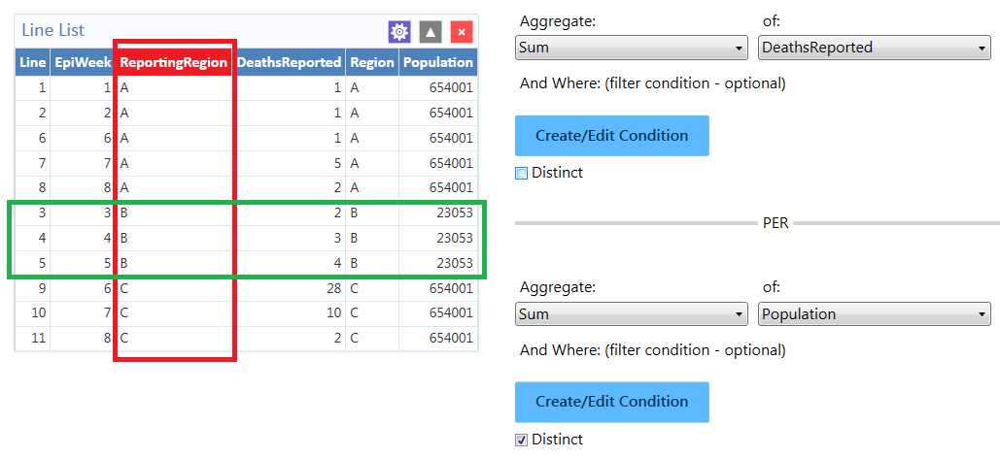 Line List
Line EpiWeek ReportingRegion DeathsReported Region Population
1 1 A 1 A 654001
2 2 A 1 A 654001
6 6 A 1 A 654001
7 7 A 5 A 654001
8 8 A 2 A 654001
3 3 B 2 B 23053
4 4 B 3 B 23053
5 5 B 4 B 23053
9 6 C 28 C 654001
10 7 C 10 C 654001
11 8 C 2 C 654001
Aggregate: of:
Sum DeathsReported
And Where: (filter condition - optional)
Create/Edit Condition
Distinct
PER
Aggregate: of:
Sum Population
And Where: (filter condition - optional)
Create/Edit Condition
Distinct